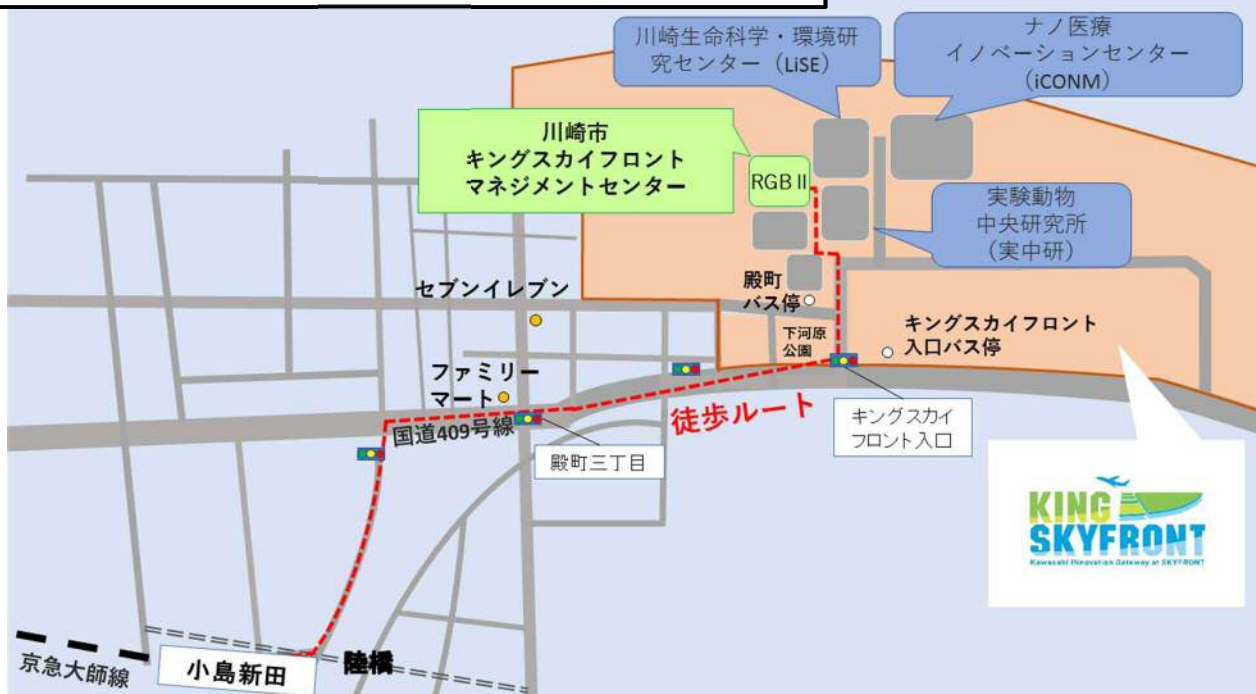 川崎生命科学・環境研
究センター（LiSE）
ナノ医療
イノベーションセンター
(iCONM)
川崎市
キングスカイフロント
マネジメントセンター
RGBⅡ
実験動物
中央研究所
(実中研)
セブンイレブン
殿町
バス停
下河原
公園
キングスカイフロント
入口バス停
ファミリー
マート
国道409号線
徒歩ルート
キングスカイ
フロント入口
殿町三丁目
KING
SKYFRONT
Kawasaki INnovation Gateway at SKYFRONT
京急大師線
小島新田
陸橋